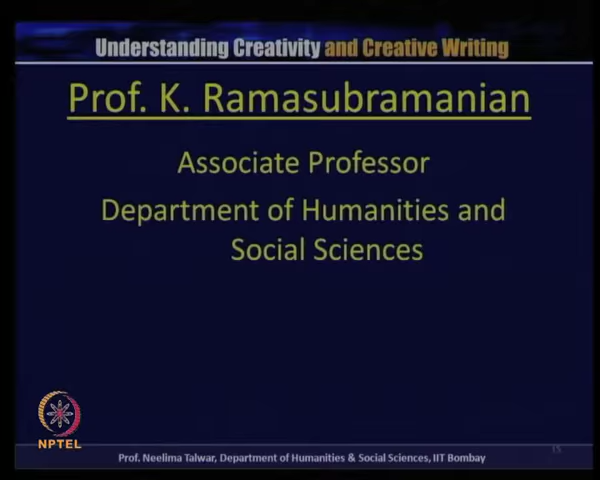 Understanding Creativity and Creative Writing
Prof. K. Ramasubramanian
Associate Professor
Department of Humanities and
Social Sciences
NPTEL
Prof. Neelima Talwar, Department of Humanities & Social Sciences, IIT Bombay
15